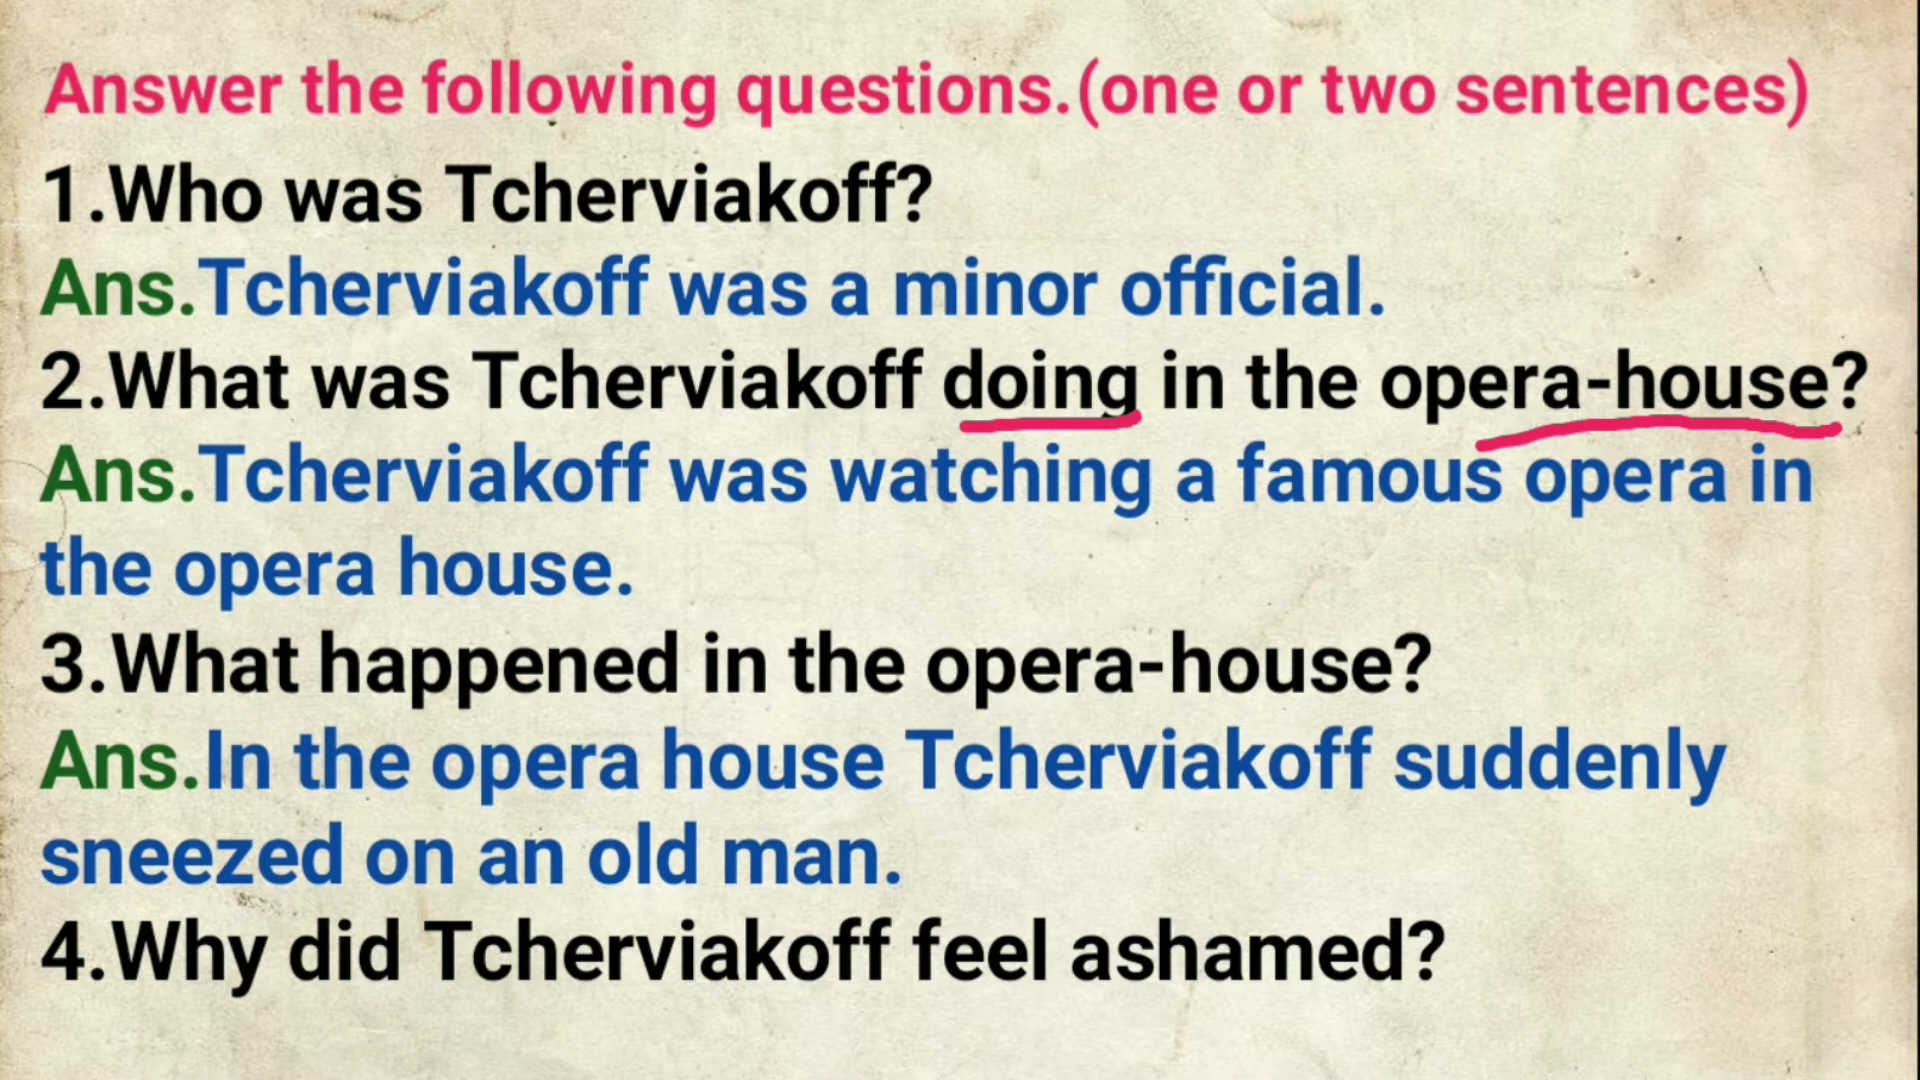 Answer the following questions.(one or two sentences)
1.Who was Tcherviakoff?
Ans.Tcherviakoff was a minor official.
2.What was Tcherviakoff doing in the opera-house?
Ans.Tcherviakoff was watching a famous opera in
the opera house.
3.What happened in the opera-house?
Ans.In the opera house Tcherviakoff suddenly
sneezed on an old man.
4.Why did Tcherviakoff feel ashamed?